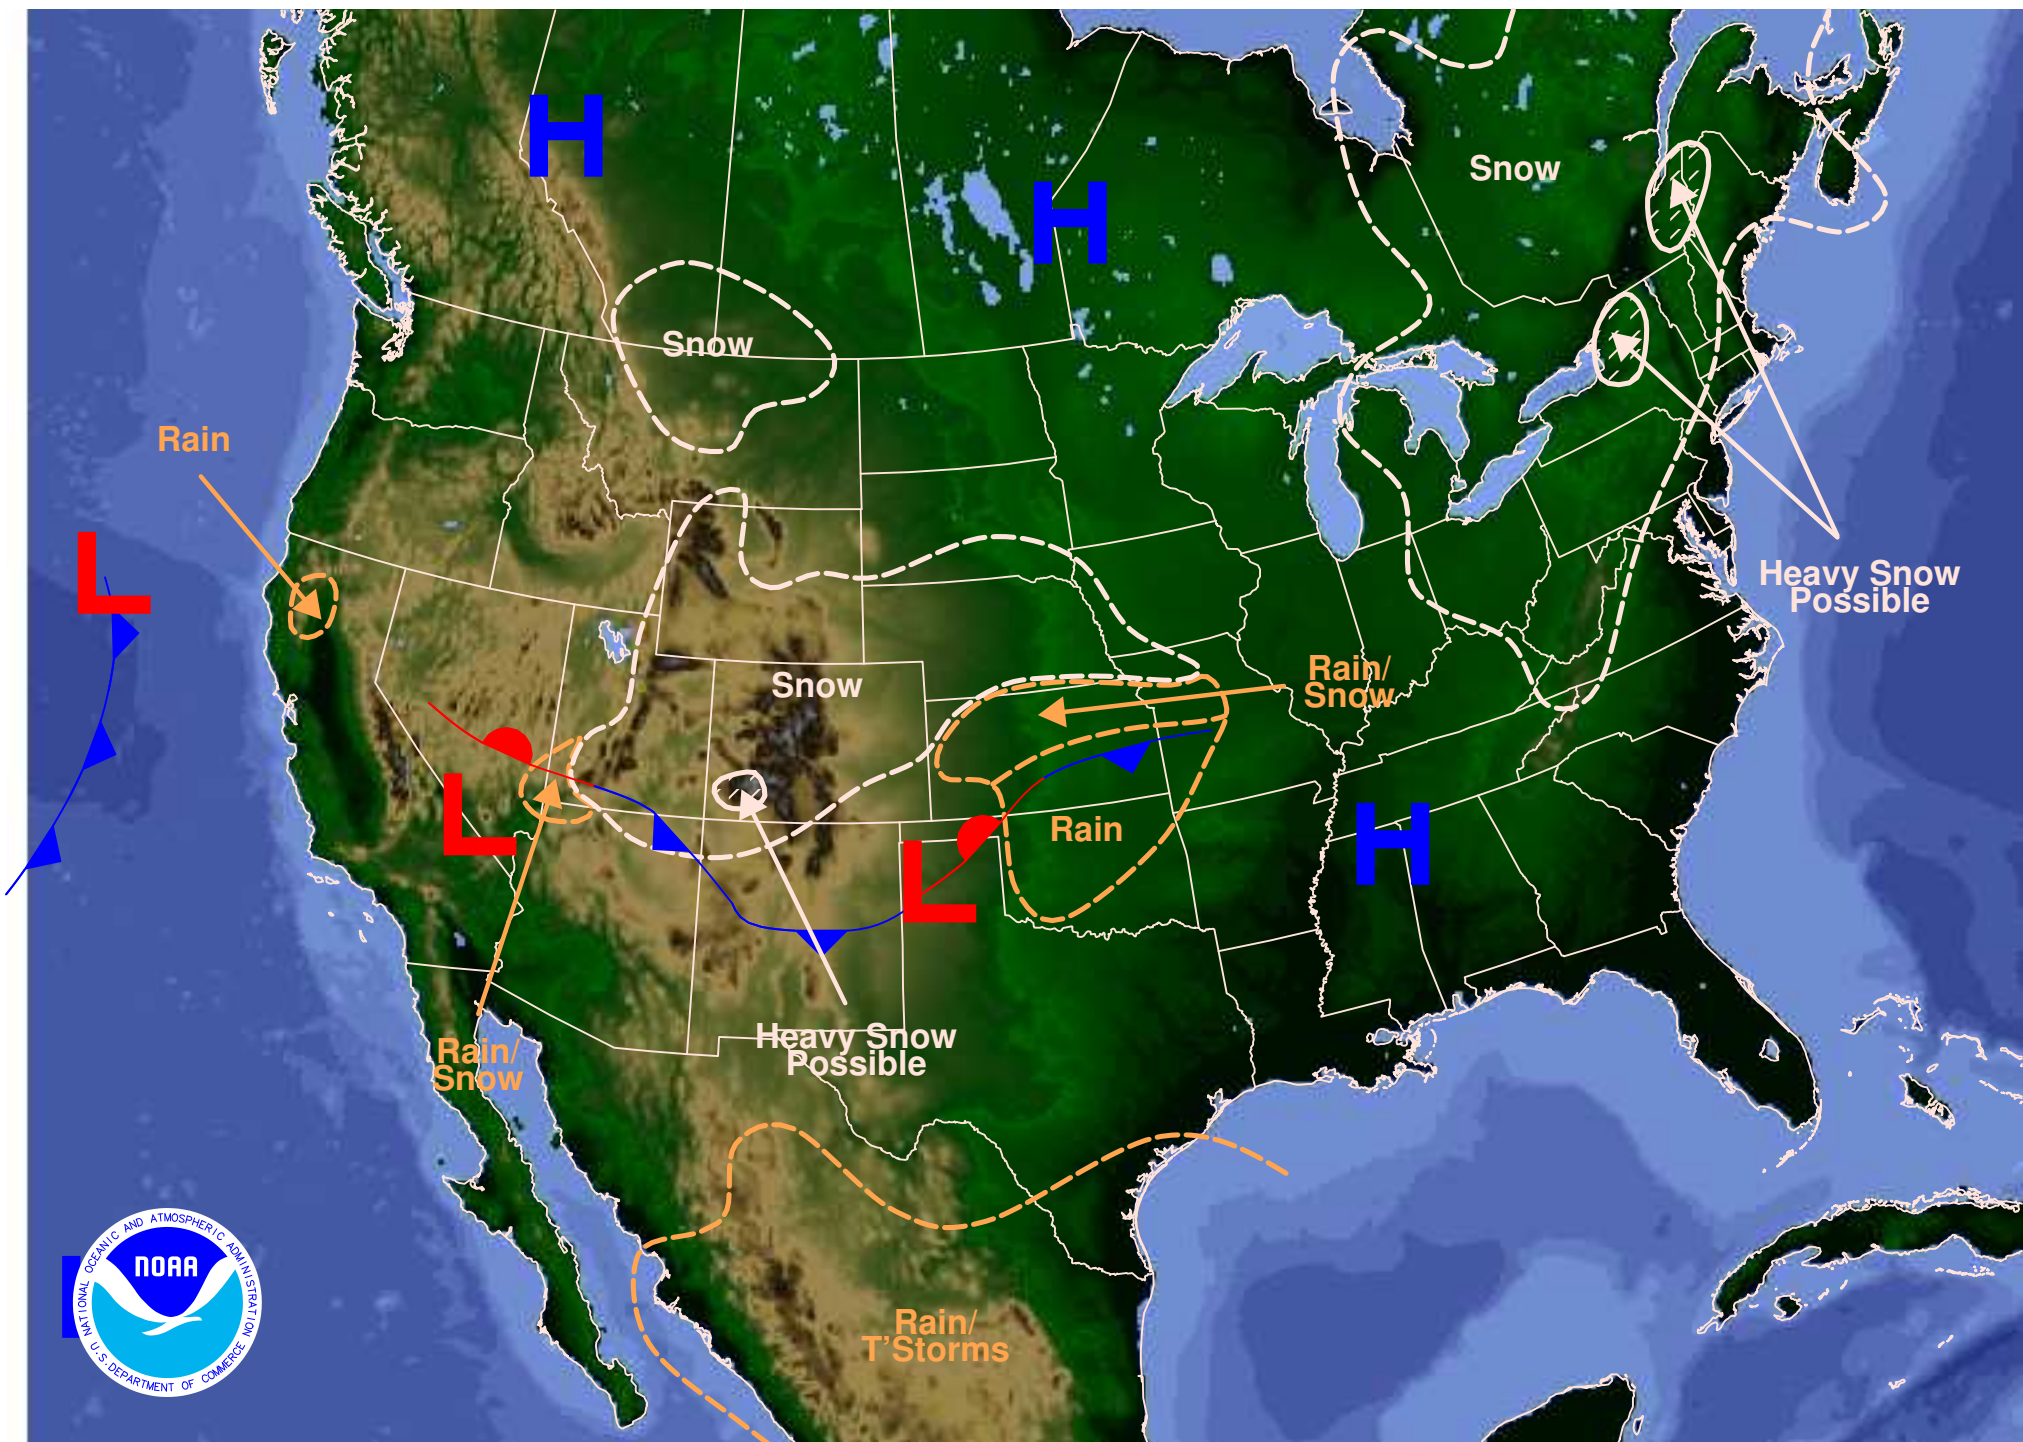 H
H
Snow
Snow
Rain
L
Heavy Snow
Possible
Rain/
Snow
Snow
L
H
Rain
L
Heavy Snow
Possible
Rain/
Snow
Rain/
T'Storms
NATIONAL OCEANIC AND ATMOSPHERIC ADMINISTRATION
NOAA
U.S. DEPARTMENT OF COMMERCE